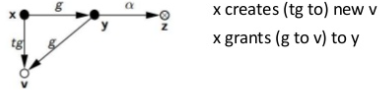 g
α
x
y
z
x creates (tg to) new v
tg
g
x grants (g to v) to y
v